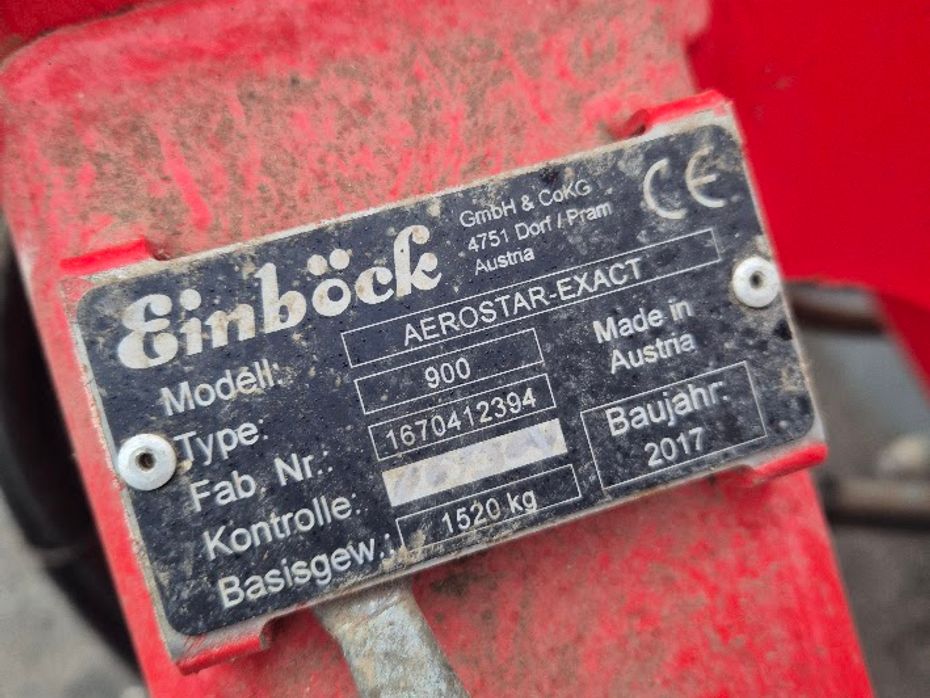 Einböck
GmbH & CoKG
4751 Dorf / Pram
Austria
CE
Modell: AEROSTAR-EXACT
Type: 900
Fab. Nr.: 1670412394
Kontrolle:
Basisgew.: 1520 kg
Made in
Austria
Baujahr:
2017